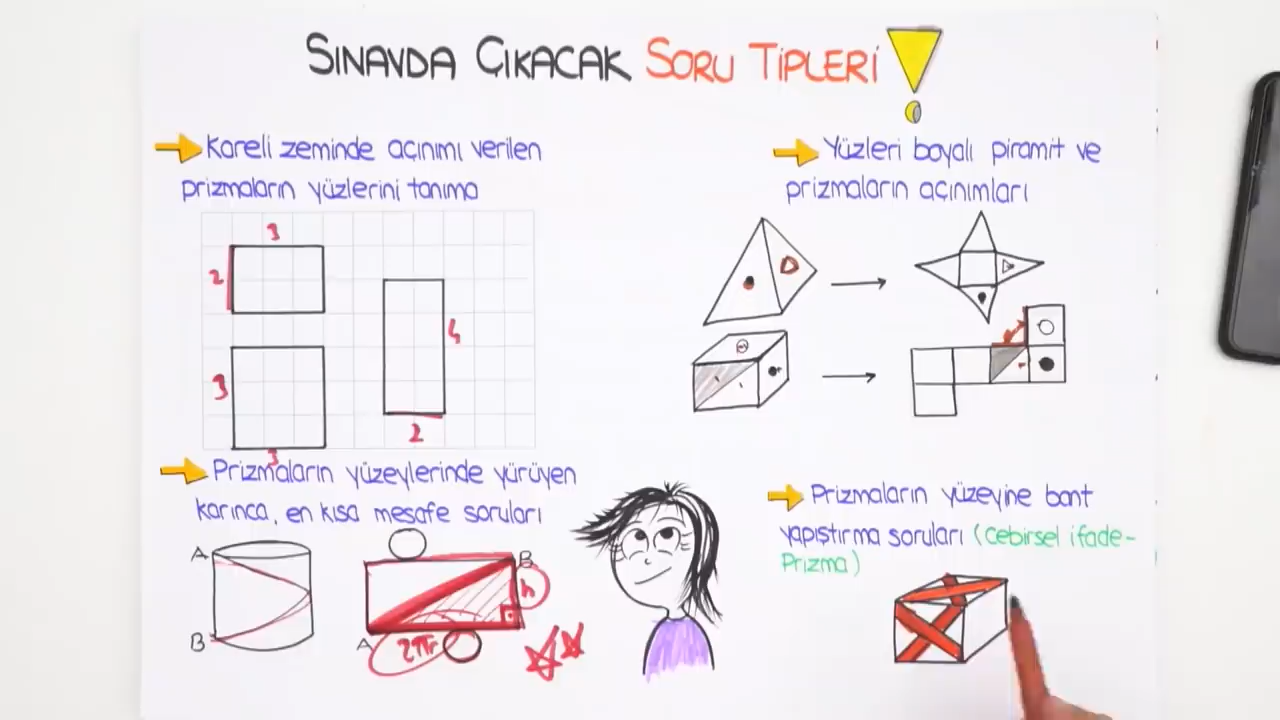 SINAVDA ÇIKACAK SORU TİPLERİ!
Kareli zeminde açınımı verilen
prizmaların yüzlerini tanıma
3
2
4
3
2
3
Prizmaların yüzeylerinde yürüyen
karınca, en kısa mesafe soruları
A
B
B
h
A
2πr
Yüzleri boyalı piramit ve
prizmaların açınımları
Prizmaların yüzeyine bant
yapıştırma soruları (cebirsel ifade-
Prizma)